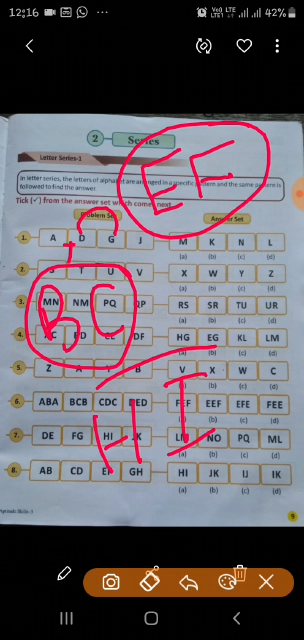 12:16 42%
2 Series
Letter Series-1
In letter series, the letters of alphabet are arranged in a specific pattern and the same pattern is
followed to find the answer.
Tick (✓) from the answer set which comes next.
Problem Set Answer Set
1. A D G J M K N L
(a) (b) (c) (d)
2. T U V X W Y Z
(a) (b) (c) (d)
3. MN NM PQ QP RS SR TU UR
(a) (b) (c) (d)
4. DF HG EG KL LM
(b) (c) (d)
5. Z B V X W C
(b) (c) (d)
6. ABA BCB CDC DED FEF EEF EFE FEE
(a) (b) (c) (d)
7. DE FG HI JK NO PQ ML
(a) (b) (c) (d)
8. AB CD EF GH HI JK IJ IK
(a) (b) (c) (d)
9
EF
BC
HI